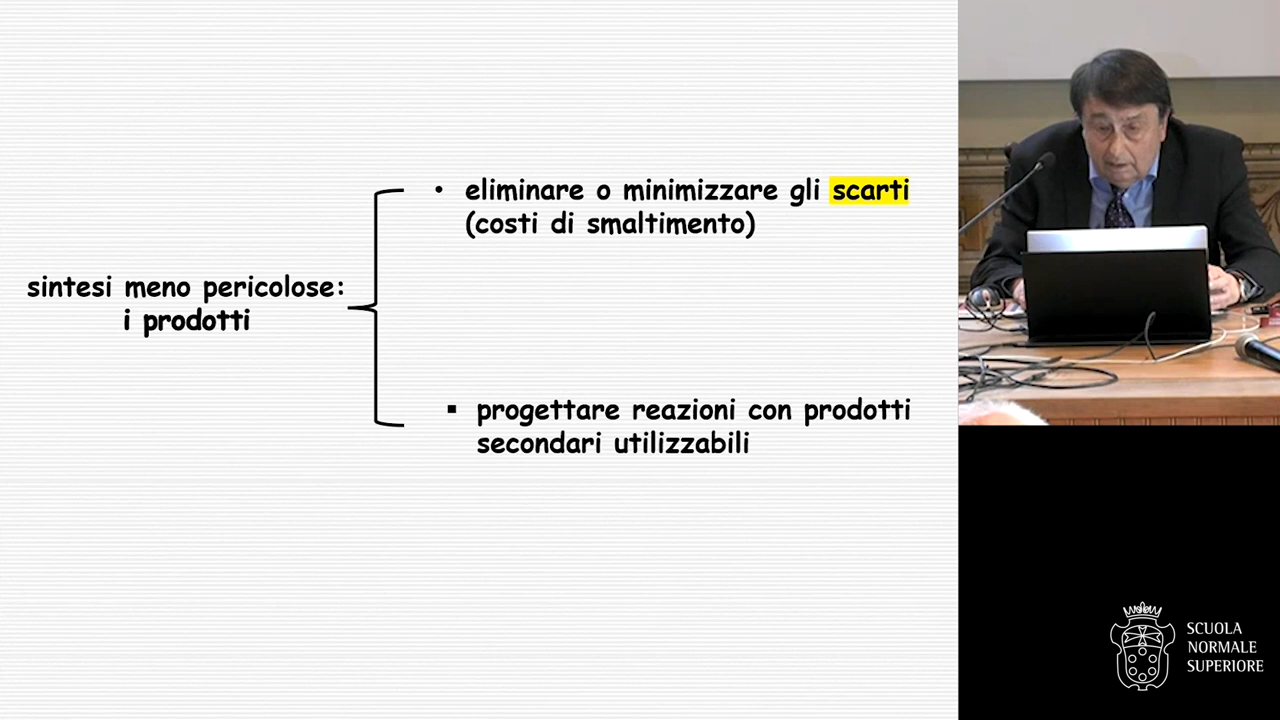 sintesi meno pericolose:
i prodotti
• eliminare o minimizzare gli scarti
(costi di smaltimento)
▪ progettare reazioni con prodotti
secondari utilizzabili
SCUOLA
NORMALE
SUPERIORE